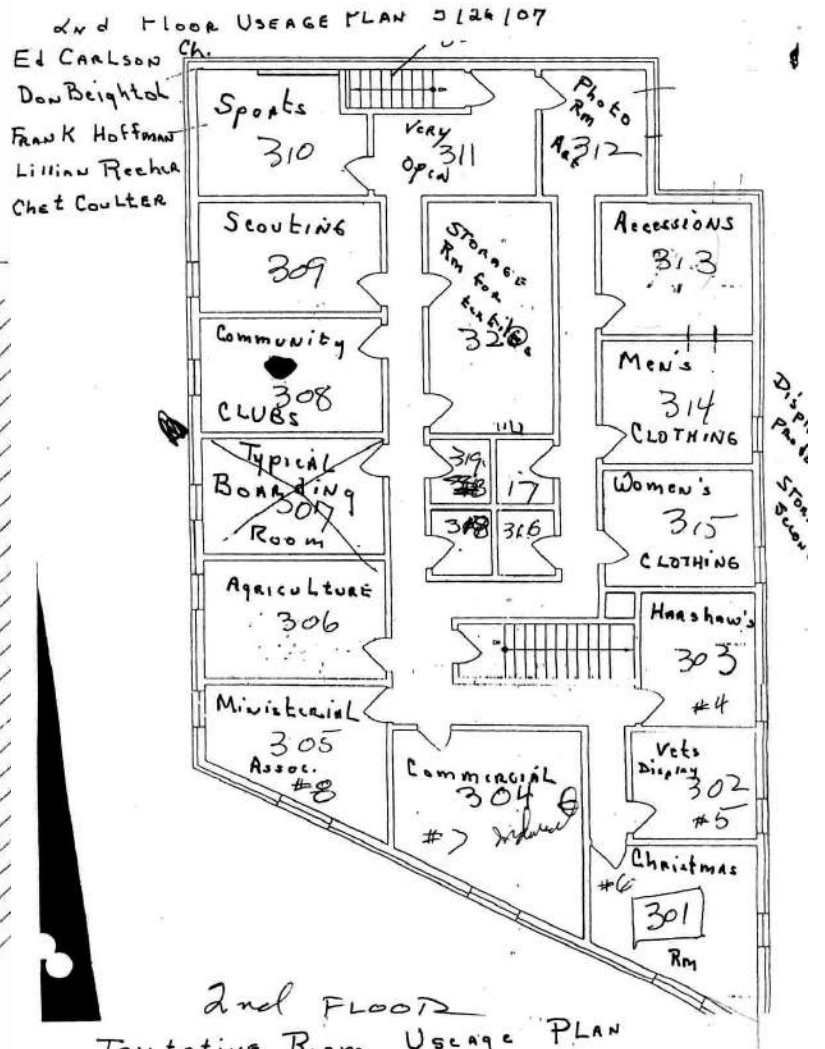 2nd Floor Useage Plan 5/26/07
Ed Carlson Ch.
Don Beightol
Frank Hoffman
Lillian Reeher
Chet Coulter
Sports
310
Very
Open
311
Photo
Rm
Art
312
Scouting
309
Storage
Rm for
textiles
320
Accessions
313
Community
308
Clubs
Men's
314
Clothing
Typical
Boarding
307
Room
319
17
318
316
Women's
315
Clothing
Agriculture
306
Harshaw's
303
#4
Ministerial
305
Assoc.
#8
Commercial
304
#7
Vets
Display
302
#5
Christmas
#6
301
Rm
2nd Floor
Tentative Room Useage Plan